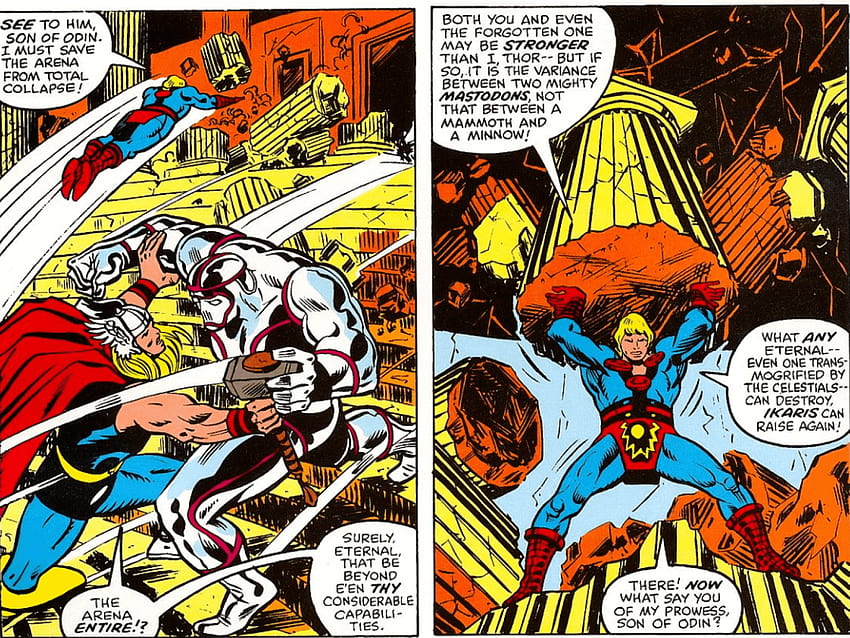 SEE TO HIM,
SON OF ODIN.
I MUST SAVE
THE ARENA
FROM TOTAL
COLLAPSE!
THE
ARENA
ENTIRE!?
SURELY,
ETERNAL,
THAT BE
BEYOND
E'EN THY
CONSIDERABLE
CAPABILI-
TIES.
BOTH YOU AND EVEN
THE FORGOTTEN ONE
MAY BE STRONGER
THAN I, THOR-- BUT IF
SO, IT IS THE VARIANCE
BETWEEN TWO MIGHTY
MASTODONS, NOT
THAT BETWEEN A
MAMMOTH AND
A MINNOW!
WHAT ANY
ETERNAL--
EVEN ONE TRANS-
MOGRIFIED BY
THE CELESTIALS--
CAN DESTROY,
IKARIS CAN
RAISE AGAIN!
THERE! NOW
WHAT SAY YOU
OF MY PROWESS,
SON OF ODIN?